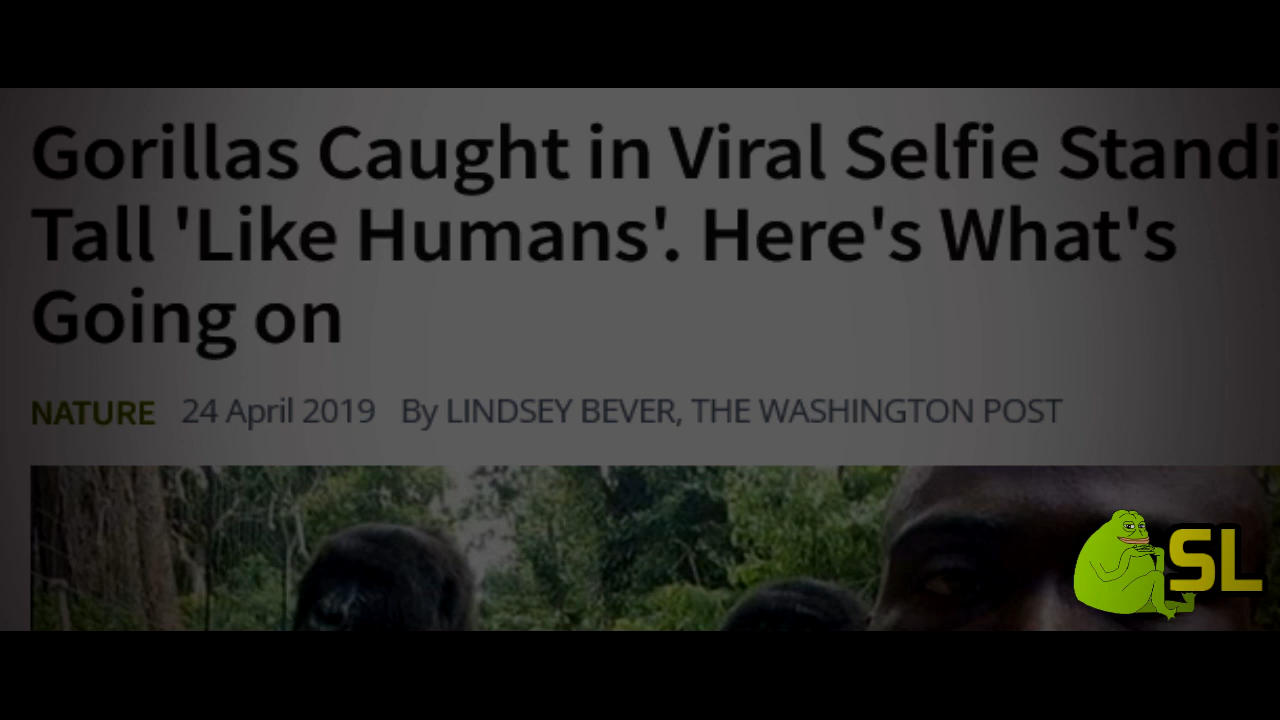 Gorillas Caught in Viral Selfie Standi
Tall 'Like Humans'. Here's What's
Going on
NATURE 24 April 2019 By LINDSEY BEVER, THE WASHINGTON POST
SL